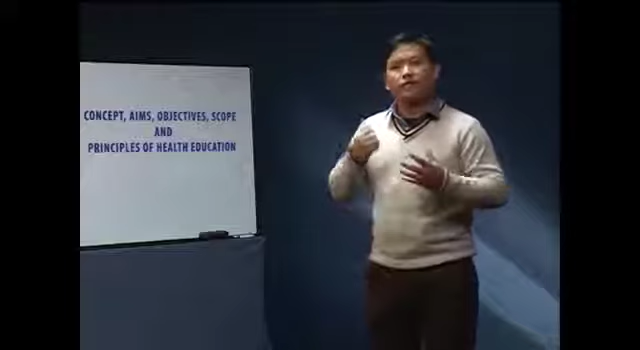 CONCEPT, AIMS, OBJECTIVES, SCOPE
AND
PRINCIPLES OF HEALTH EDUCATION